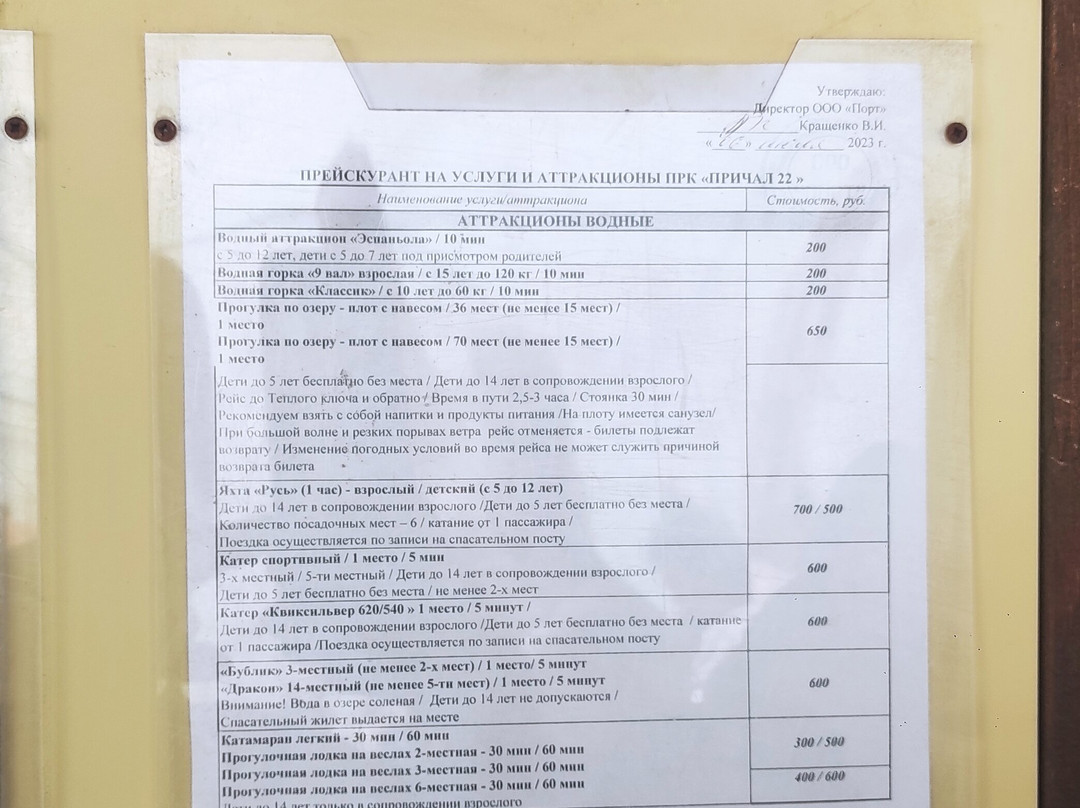 Утверждаю:
Директор ООО «Порт»
Кращенко В.И.
« 2023 г.
ПРЕЙСКУРАНТ НА УСЛУГИ И АТТРАКЦИОНЫ ПРК «ПРИЧАЛ 22 »
Наименование услуги/аттракциона Стоимость, руб.
АТТРАКЦИОНЫ ВОДНЫЕ
Водный аттракцион «Эспаньола» / 10 мин
с 5 до 12 лет, дети с 5 до 7 лет под присмотром родителей
200
Водная горка «9 вал» взрослая / с 15 лет до 120 кг / 10 мин 200
Водная горка «Классик» / с 10 лет до 60 кг / 10 мин 200
Прогулка по озеру - плот с навесом / 36 мест (не менее 15 мест) /
1 место
Прогулка по озеру - плот с навесом / 70 мест (не менее 15 мест) /
1 место
650
Дети до 5 лет бесплатно без места / Дети до 14 лет в сопровождении взрослого /
Рейс до Теплого ключа и обратно / Время в пути 2,5-3 часа / Стоянка 30 мин /
Рекомендуем взять с собой напитки и продукты питания /На плоту имеется санузел/
При большой волне и резких порывах ветра рейс отменяется - билеты подлежат
возврату / Изменение погодных условий во время рейса не может служить причиной
возврата билета
Яхта «Русь» (1 час) - взрослый / детский (с 5 до 12 лет)
Дети до 14 лет в сопровождении взрослого /Дети до 5 лет бесплатно без места /
Количество посадочных мест – 6 / катание от 1 пассажира /
Поездка осуществляется по записи на спасательном посту
700 / 500
Катер спортивный / 1 место / 5 мин
3-х местный / 5-ти местный / Дети до 14 лет в сопровождении взрослого /
Дети до 5 лет бесплатно без места / не менее 2-х мест
600
Катер «Квиксильвер 620/540 » 1 место / 5 минут /
Дети до 14 лет в сопровождении взрослого /Дети до 5 лет бесплатно без места / катание
от 1 пассажира /Поездка осуществляется по записи на спасательном посту
600
«Бублик» 3-местный (не менее 2-х мест) / 1 место/ 5 минут
«Дракон» 14-местный (не менее 5-ти мест) / 1 место / 5 минут
Внимание! Вода в озере соленая / Дети до 14 лет не допускаются /
Спасательный жилет выдается на месте
600
Катамаран легкий - 30 мин / 60 мин
Прогулочная лодка на веслах 2-местная - 30 мин / 60 мин
300 / 500
Прогулочная лодка на веслах 3-местная - 30 мин / 60 мин
Прогулочная лодка на веслах 6-местная - 30 мин / 60 мин
400 / 600
Дети до 14 лет только в сопровождении взрослого